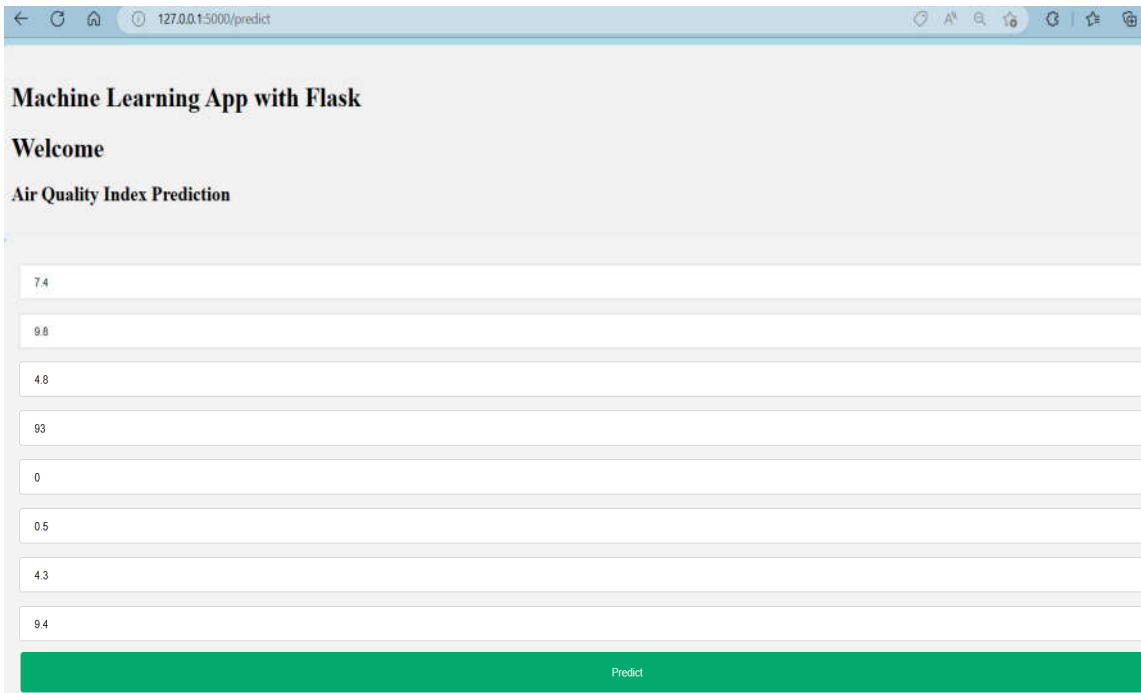 127.0.0.1:5000/predict
Machine Learning App with Flask
Welcome
Air Quality Index Prediction
7.4
9.8
4.8
93
0
0.5
4.3
9.4
Predict